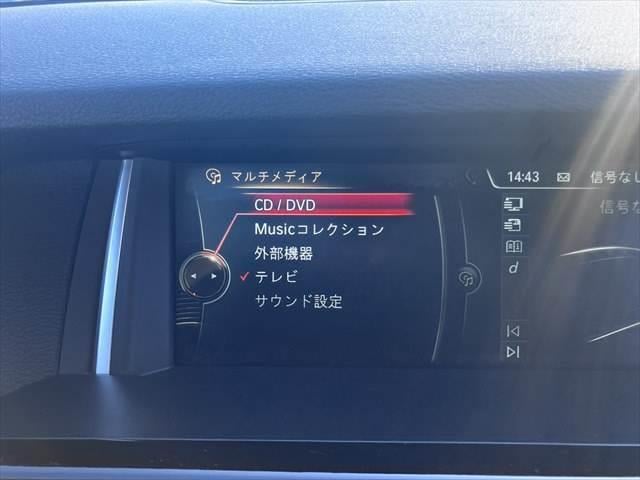 マルチメディア
14:43
信号なし
CD / DVD
Musicコレクション
外部機器
✓ テレビ
サウンド設定
信号な
d